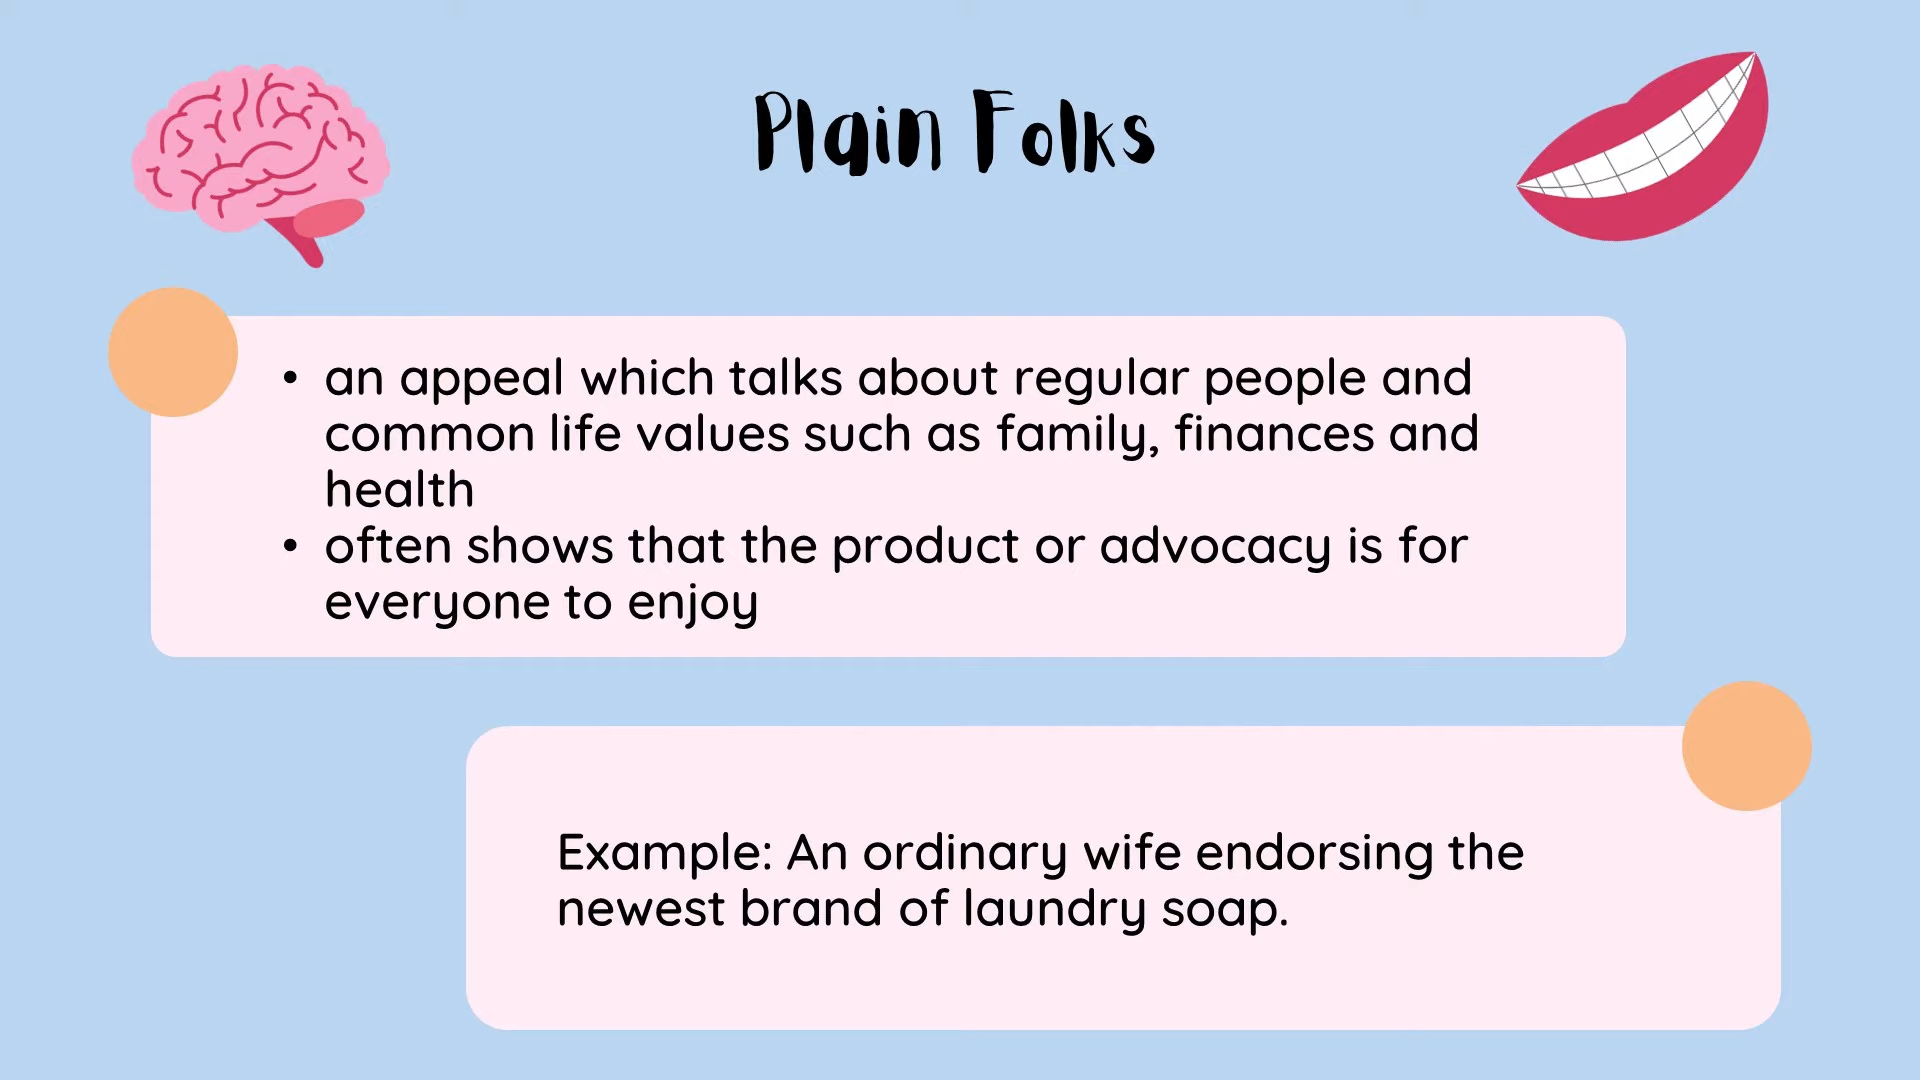 Plain Folks
• an appeal which talks about regular people and
common life values such as family, finances and
health
• often shows that the product or advocacy is for
everyone to enjoy
Example: An ordinary wife endorsing the
newest brand of laundry soap.